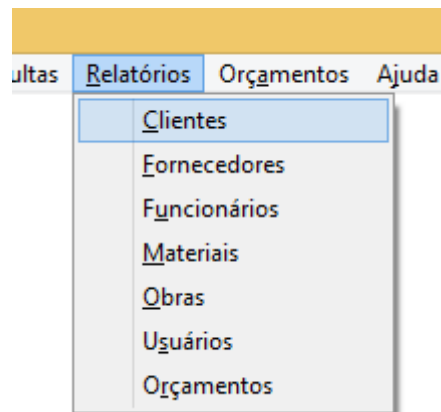 ultas Relatórios Orçamentos Ajuda
Clientes
Fornecedores
Funcionários
Materiais
Obras
Usuários
Orçamentos